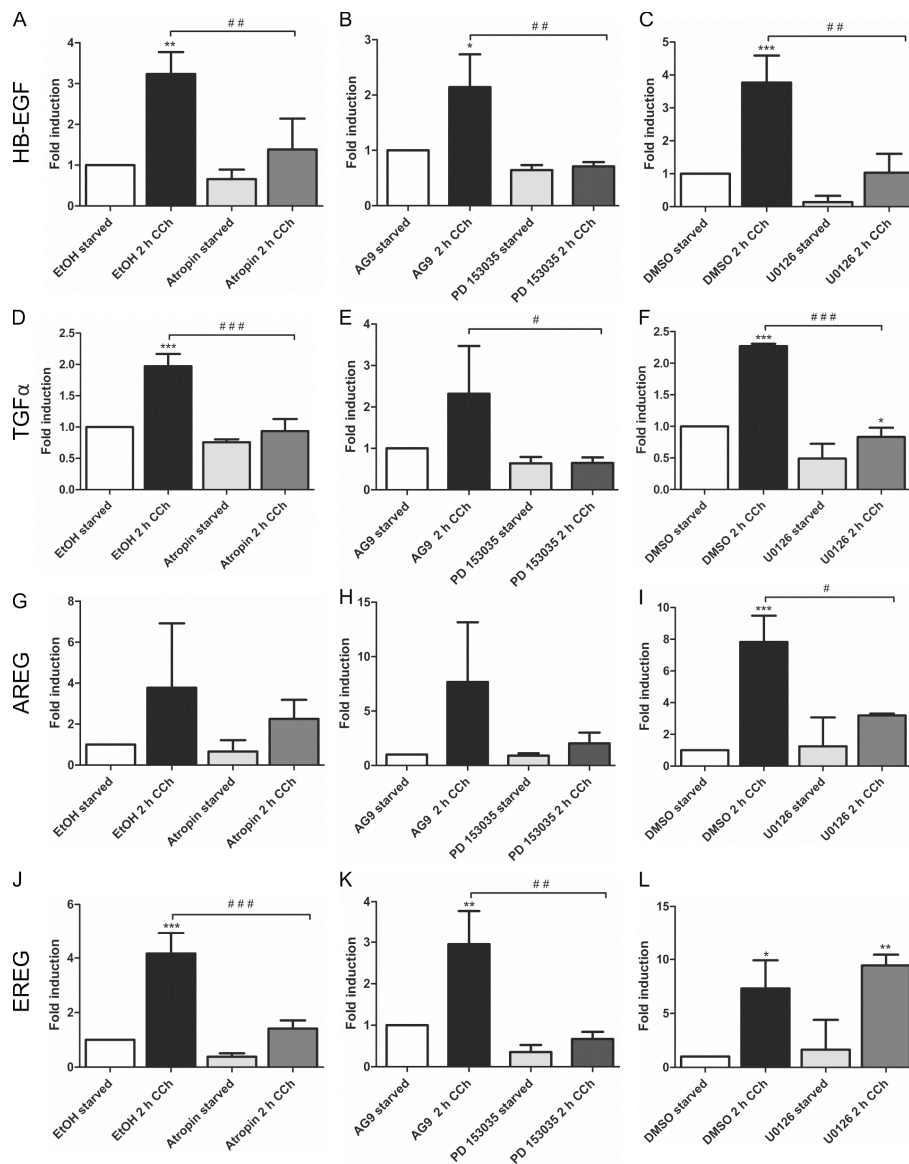 A
HB-EGF
Fold induction
4
3
2
1
0
**
# #
EtOH starved
EtOH 2 h CCh
Atropin starved
Atropin 2 h CCh
B
Fold induction
3
2
1
0
*
# #
AG9 starved
AG9 2 h CCh
PD 153035 starved
PD 153035 2 h CCh
C
Fold induction
5
4
3
2
1
0
***
# #
DMSO starved
DMSO 2 h CCh
U0126 starved
U0126 2 h CCh
D
TGFα
Fold induction
2.5
2.0
1.5
1.0
0.5
0.0
***
# # #
EtOH starved
EtOH 2 h CCh
Atropin starved
Atropin 2 h CCh
E
Fold induction
4
3
2
1
0
#
AG9 starved
AG9 2 h CCh
PD 153035 starved
PD 153035 2 h CCh
F
Fold induction
2.5
2.0
1.5
1.0
0.5
0.0
***
# # #
*
DMSO starved
DMSO 2 h CCh
U0126 starved
U0126 2 h CCh
G
AREG
Fold induction
8
6
4
2
0
EtOH starved
EtOH 2 h CCh
Atropin starved
Atropin 2 h CCh
H
Fold induction
15
10
5
0
AG9 starved
AG9 2 h CCh
PD 153035 starved
PD 153035 2 h CCh
I
Fold induction
10
8
6
4
2
0
***
#
DMSO starved
DMSO 2 h CCh
U0126 starved
U0126 2 h CCh
J
EREG
Fold induction
6
4
2
0
***
# # #
EtOH starved
EtOH 2 h CCh
Atropin starved
Atropin 2 h CCh
K
Fold induction
4
3
2
1
0
**
# #
AG9 starved
AG9 2 h CCh
PD 153035 starved
PD 153035 2 h CCh
L
Fold induction
15
10
5
0
*
**
DMSO starved
DMSO 2 h CCh
U0126 starved
U0126 2 h CCh